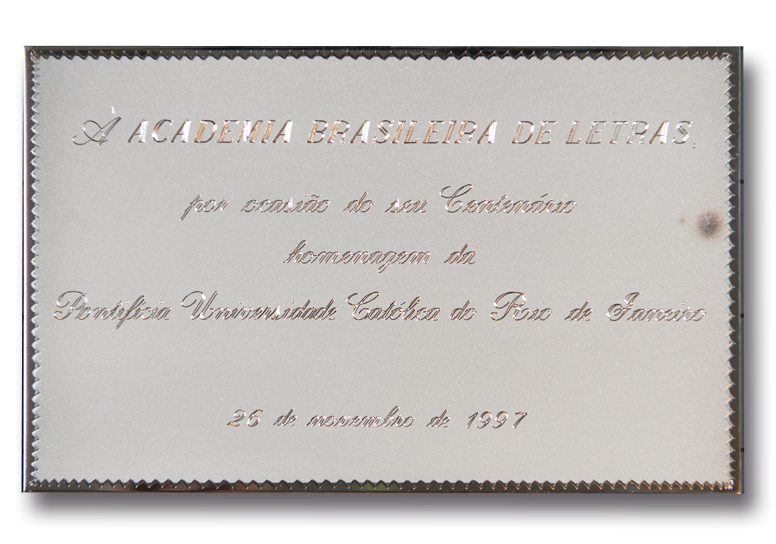 À ACADEMIA BRASILEIRA DE LETRAS,
por ocasião do seu Centenário
homenagem da
Pontifícia Universidade Católica do Rio de Janeiro
26 de novembro de 1997